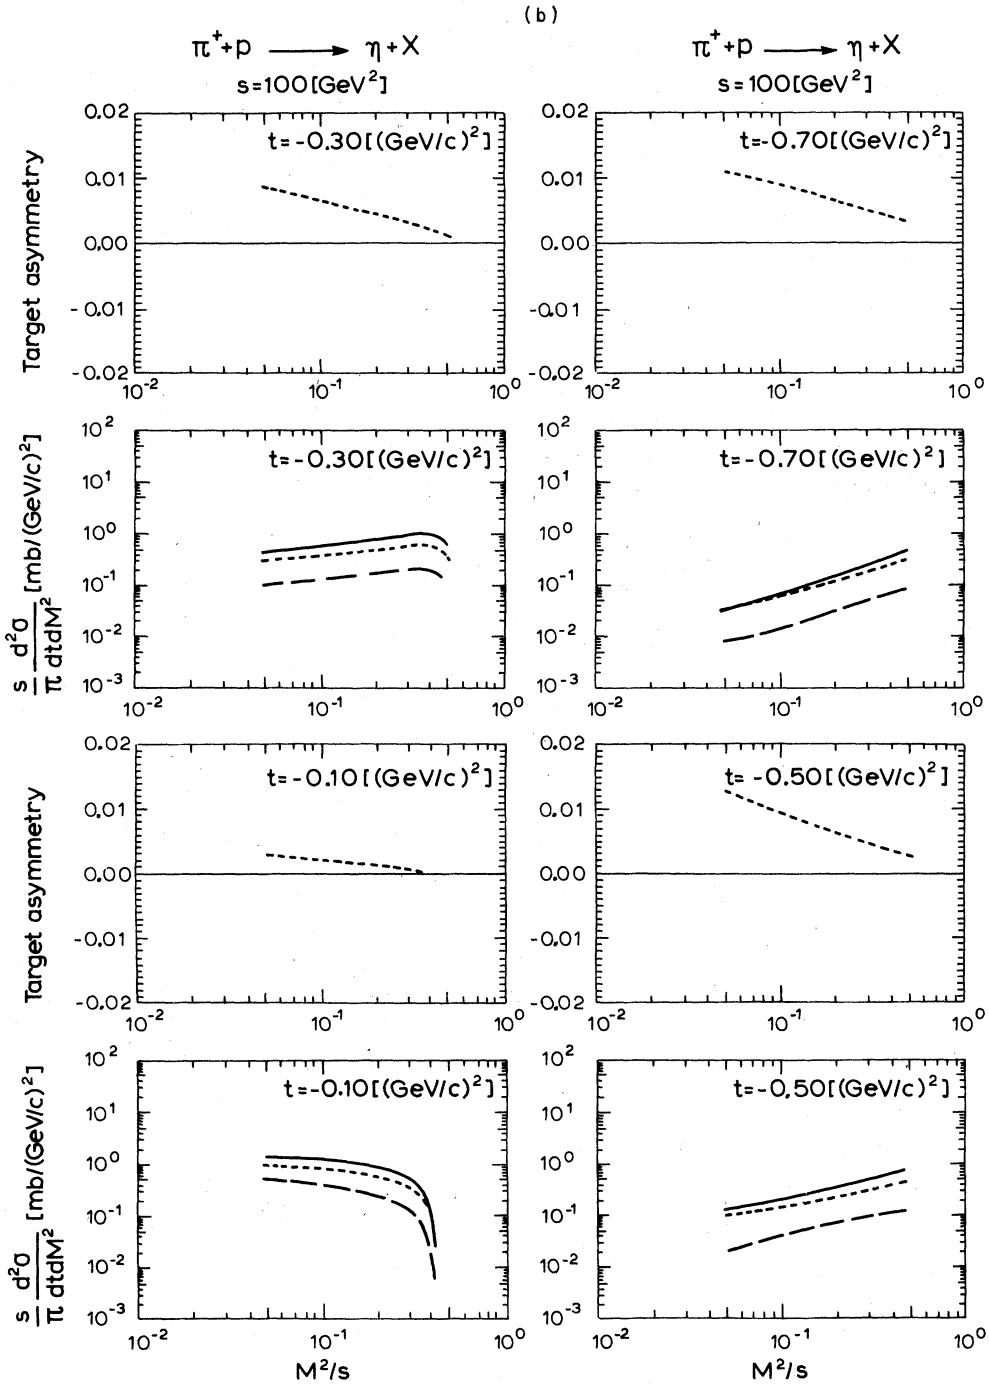 (b)
π⁺+p → η+X
s=100[GeV²]
π⁺+p → η+X
s=100[GeV²]
Target asymmetry
0.02
0.01
0.00
-0.01
-0.02
t=-0.30[(GeV/c)²]
10⁻² 10⁻¹ 10⁰
0.02
0.01
0.00
-0.01
-0.02
t=-0.70[(GeV/c)²]
10⁻² 10⁻¹ 10⁰
s/π d²σ/dtdM² [mb/(GeV/c)²]
10²
10¹
10⁰
10⁻¹
10⁻²
10⁻³
t=-0.30[(GeV/c)²]
10⁻² 10⁻¹ 10⁰
10²
10¹
10⁰
10⁻¹
10⁻²
10⁻³
t=-0.70[(GeV/c)²]
10⁻² 10⁻¹ 10⁰
Target asymmetry
0.02
0.01
0.00
-0.01
-0.02
t=-0.10[(GeV/c)²]
10⁻² 10⁻¹ 10⁰
0.02
0.01
0.00
-0.01
-0.02
t=-0.50[(GeV/c)²]
10⁻² 10⁻¹ 10⁰
s/π d²σ/dtdM² [mb/(GeV/c)²]
10²
10¹
10⁰
10⁻¹
10⁻²
10⁻³
t=-0.10[(GeV/c)²]
10⁻² 10⁻¹ 10⁰
M²/s
10²
10¹
10⁰
10⁻¹
10⁻²
10⁻³
t=-0.50[(GeV/c)²]
10⁻² 10⁻¹ 10⁰
M²/s